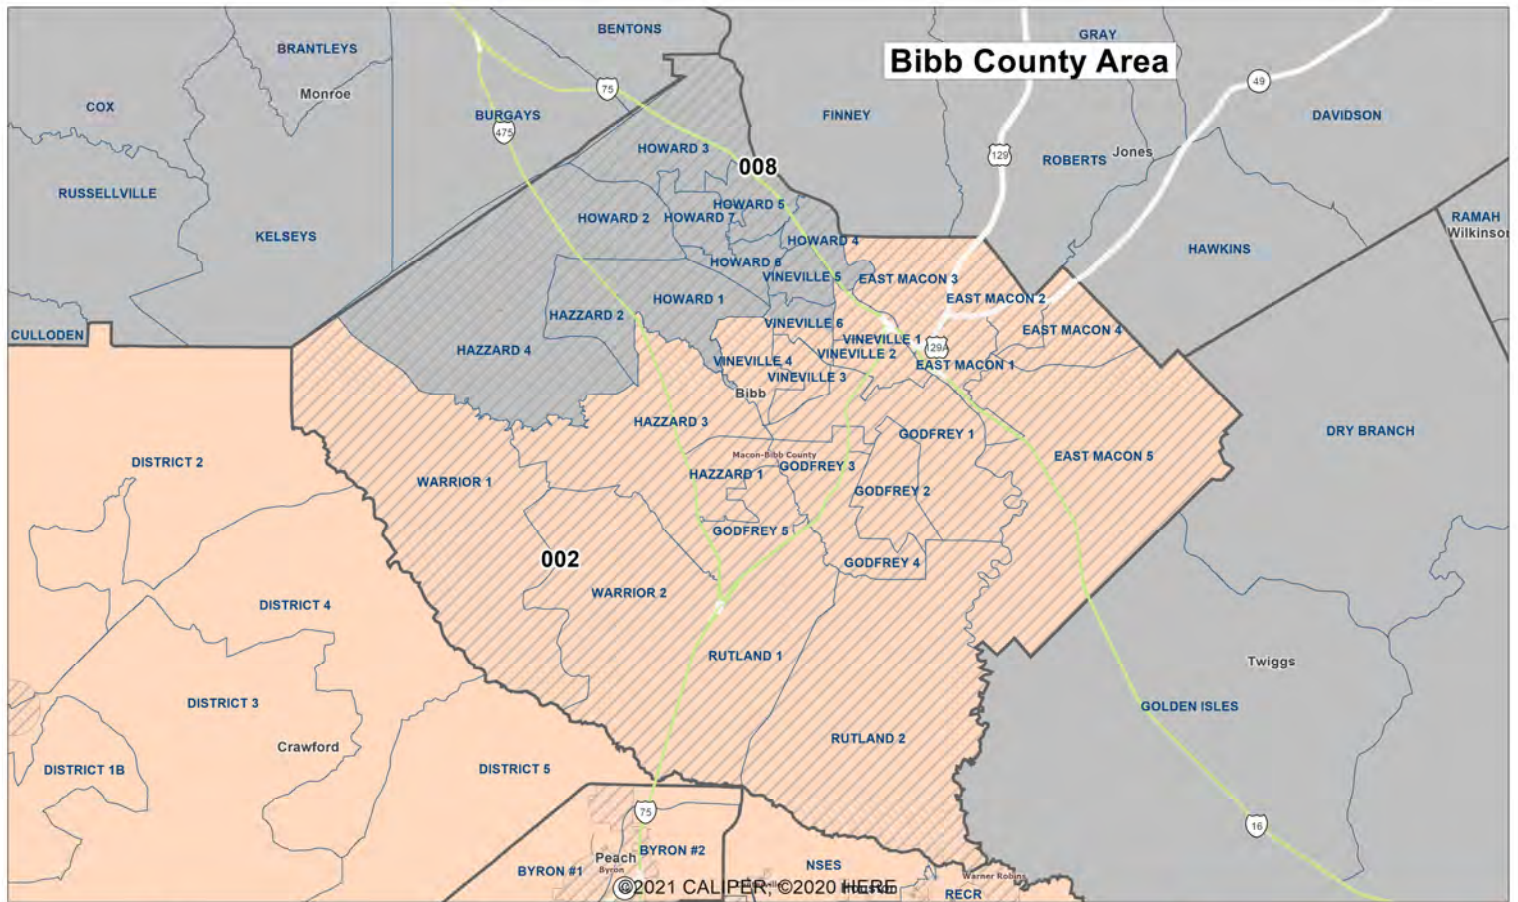 BENTONS
GRAY
BRANTLEYS
Bibb County Area
49
75
Monroe
COX
BURGAYS
FINNEY
DAVIDSON
475
HOWARD 3
129
ROBERTS
Jones
008
RUSSELLVILLE
HOWARD 5
HOWARD 2
HOWARD 7
RAMAH
Wilkinson
KELSEYS
HOWARD 4
HAWKINS
HOWARD 6
VINEVILLE 5
EAST MACON 3
HOWARD 1
EAST MACON 2
HAZZARD 2
VINEVILLE 6
EAST MACON 4
CULLODEN
VINEVILLE 1
129A
HAZZARD 4
VINEVILLE 2
VINEVILLE 4
EAST MACON 1
VINEVILLE 3
Bibb
HAZZARD 3
GODFREY 1
DRY BRANCH
Macon-Bibb County
EAST MACON 5
DISTRICT 2
GODFREY 3
HAZZARD 1
WARRIOR 1
GODFREY 2
GODFREY 5
002
GODFREY 4
WARRIOR 2
DISTRICT 4
RUTLAND 1
Twiggs
DISTRICT 3
GOLDEN ISLES
RUTLAND 2
Crawford
DISTRICT 1B
DISTRICT 5
75
16
BYRON #2
Peach
NSES
BYRON #1
Byron
Warner Robins
©2021 CALIPER; ©2020 HERE
Houston
RECR